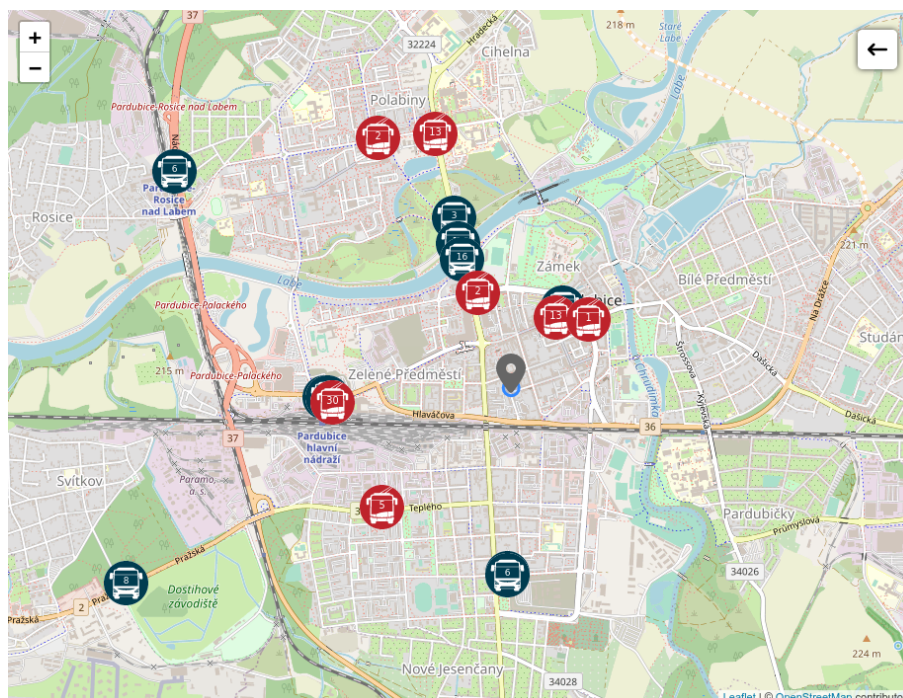 +
−
37
32224
Hradecká
Cihelna
218 m
Staré
Labe
Labe
Pardubice-Rosice nad Labem
Polabiny
2
13
6
Pardubice-
Rosice
nad Labem
Rosice
3
16
Zámek
Bílé Předměstí
221 m
Na Drážce
Labe
2
Pardubice-Palackého
13
1
Studán
215 m
Pardubice-Palackého
Zelené Předměstí
Chrudimka
Štrossova
Dašická
Kyjevská
30
Hlaváčova
36
Dašická
37
Pardubice
hlavní
nádraží
Svítkov
Paramo
a. s.
5
Teplého
Pardubičky
Průmyslová
Pražská
6
34026
8
Dostihové
závodiště
Pražská
2
Pražská
Nové Jesenčany
34028
224 m
Leaflet | © OpenStreetMap contributo